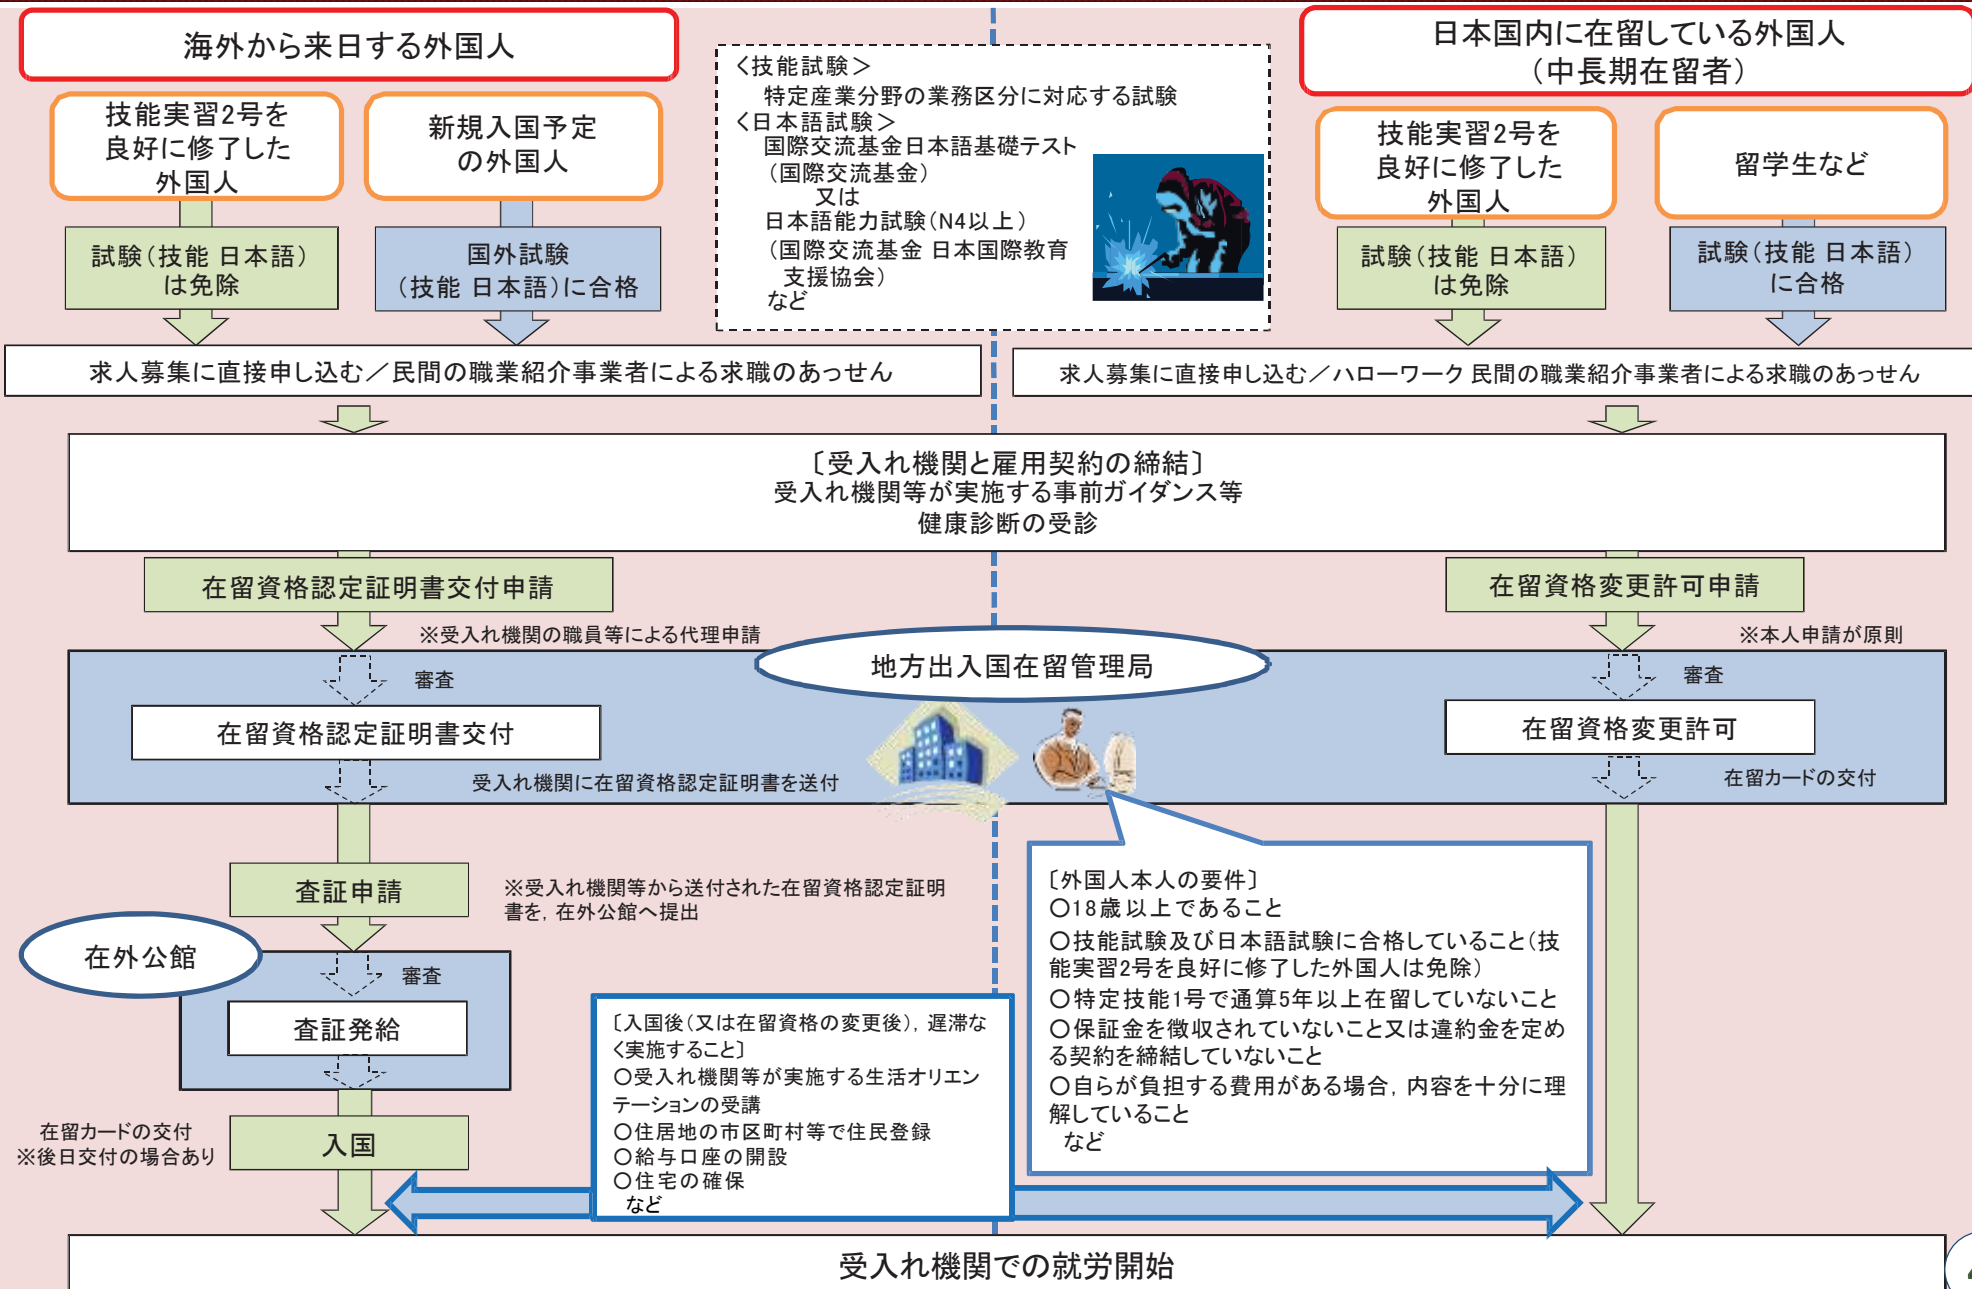 海外から来日する外国人
技能実習2号を
良好に修了した
外国人
新規入国予定
の外国人
試験(技能 日本語)
は免除
国外試験
(技能 日本語)に合格
<技能試験>
特定産業分野の業務区分に対応する試験
<日本語試験>
国際交流基金日本語基礎テスト
(国際交流基金)
又は
日本語能力試験(N4以上)
(国際交流基金 日本国際教育
支援協会)
など
日本国内に在留している外国人
(中長期在留者)
技能実習2号を
良好に修了した
外国人
留学生など
試験(技能 日本語)
は免除
試験(技能 日本語)
に合格
求人募集に直接申し込む/民間の職業紹介事業者による求職のあっせん
求人募集に直接申し込む/ハローワーク 民間の職業紹介事業者による求職のあっせん
〔受入れ機関と雇用契約の締結〕
受入れ機関等が実施する事前ガイダンス等
健康診断の受診
在留資格認定証明書交付申請
※受入れ機関の職員等による代理申請
在留資格変更許可申請
※本人申請が原則
地方出入国在留管理局
審査
在留資格認定証明書交付
受入れ機関に在留資格認定証明書を送付
審査
在留資格変更許可
在留カードの交付
査証申請
※受入れ機関等から送付された在留資格認定証明
書を,在外公館へ提出
在外公館
審査
査証発給
在留カードの交付
※後日交付の場合あり
入国
〔入国後(又は在留資格の変更後),遅滞な
く実施すること〕
○受入れ機関等が実施する生活オリエン
テーションの受講
○住居地の市区町村等で住民登録
○給与口座の開設
○住宅の確保
など
〔外国人本人の要件〕
○18歳以上であること
○技能試験及び日本語試験に合格していること(技
能実習2号を良好に修了した外国人は免除)
○特定技能1号で通算5年以上在留していないこと
○保証金を徴収されていないこと又は違約金を定め
る契約を締結していないこと
○自らが負担する費用がある場合,内容を十分に理
解していること
など
受入れ機関での就労開始